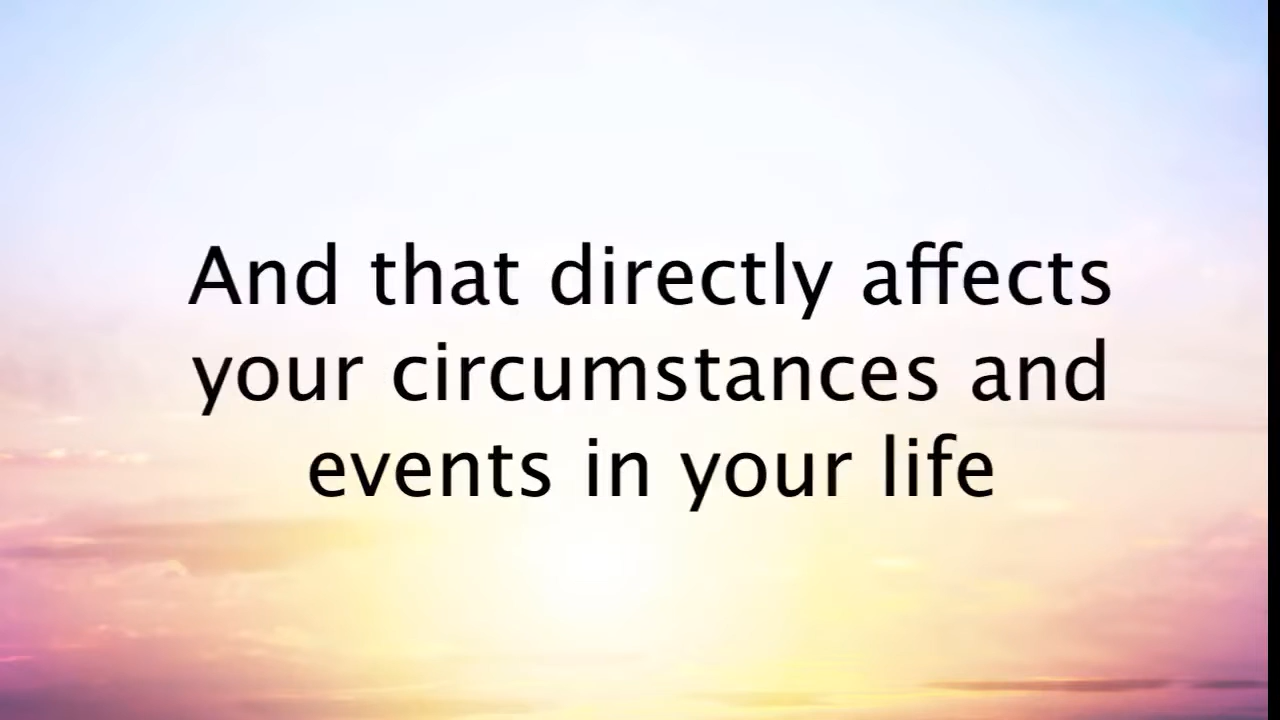 And that directly affects
your circumstances and
events in your life